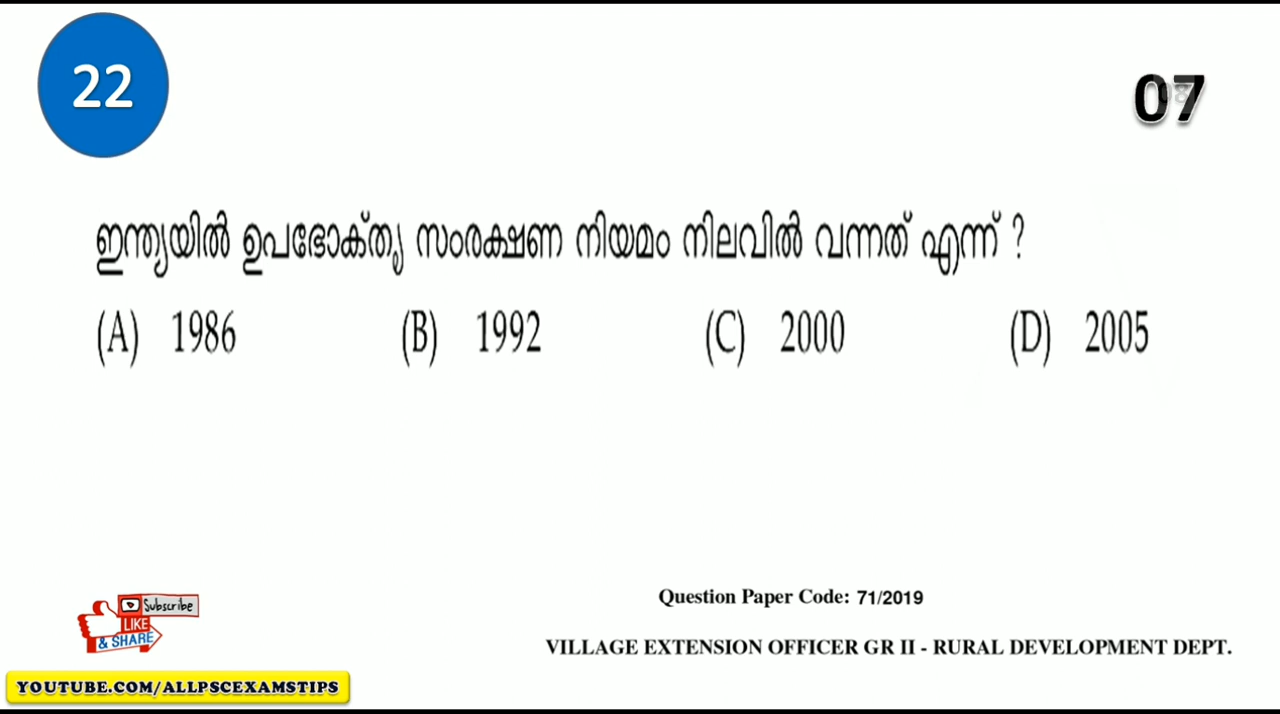 22
07
ഇന്ത്യയിൽ ഉപഭോക്തൃ സംരക്ഷണ നിയമം നിലവിൽ വന്നത് എന്ന് ?
(A) 1986 (B) 1992 (C) 2000 (D) 2005
Subscribe
LIKE
& SHARE
Question Paper Code: 71/2019
VILLAGE EXTENSION OFFICER GR II - RURAL DEVELOPMENT DEPT.
YOUTUBE.COM/ALLPSCEXAMSTIPS